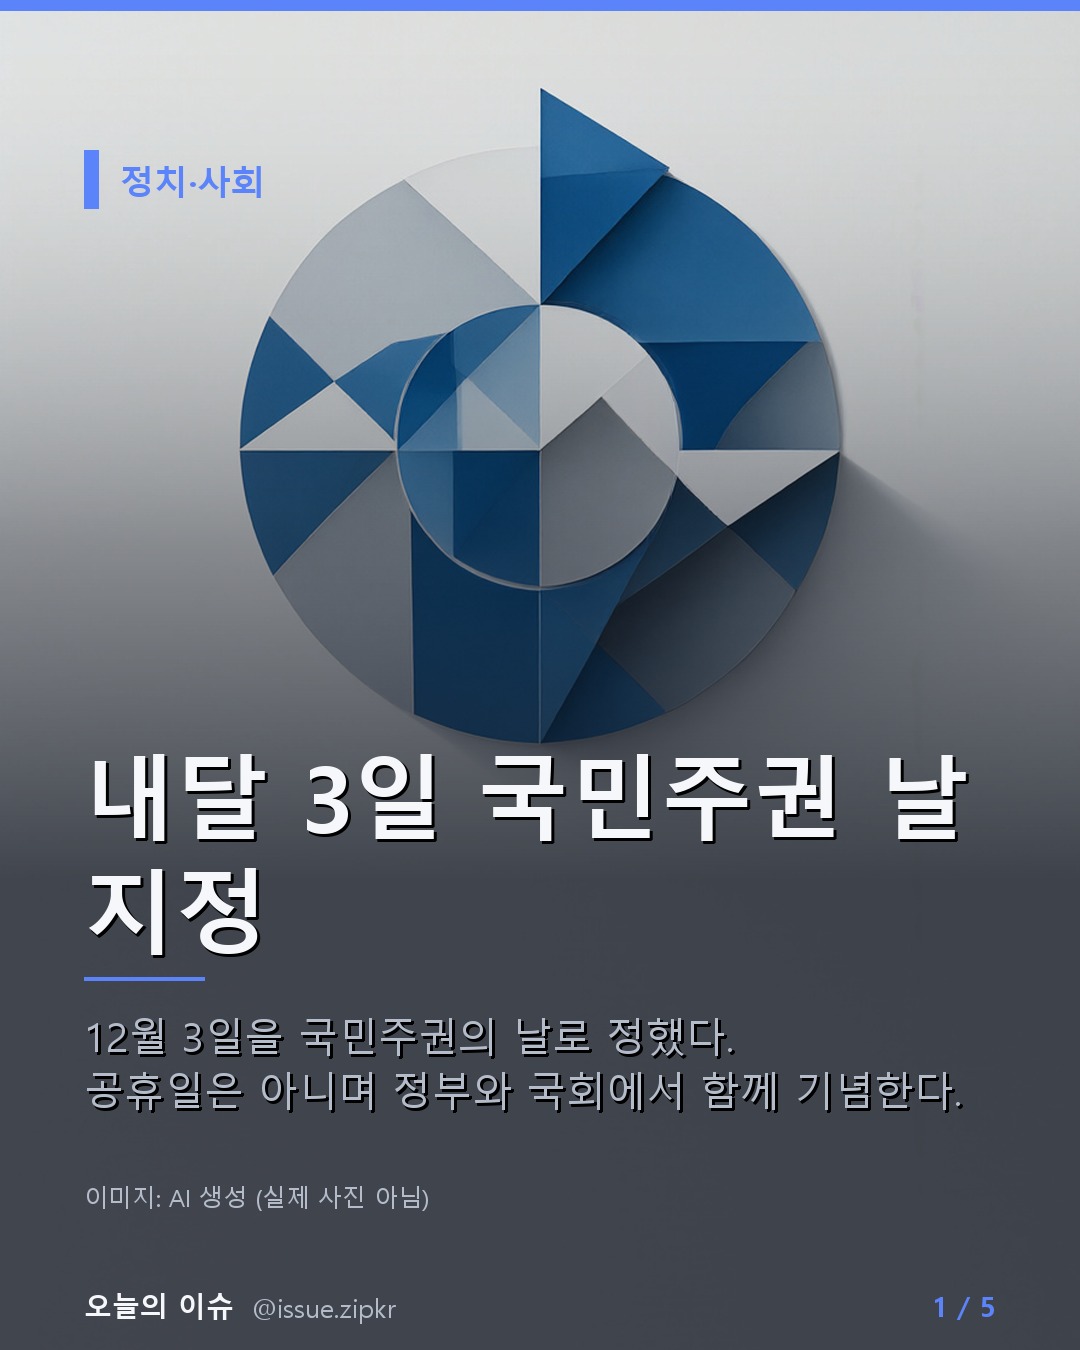 정치·사회
내달 3일 국민주권 날
지정
12월 3일을 국민주권의 날로 정했다.
공휴일은 아니며 정부와 국회에서 함께 기념한다.
이미지: AI 생성 (실제 사진 아님)
오늘의 이슈 @issue.zipkr
1 / 5